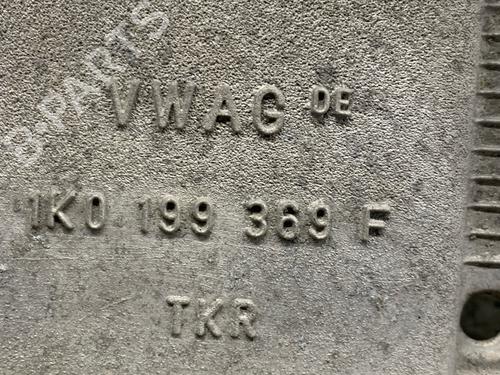 B-PARTS
VWAG DE
1K0 199 369 F
TKR